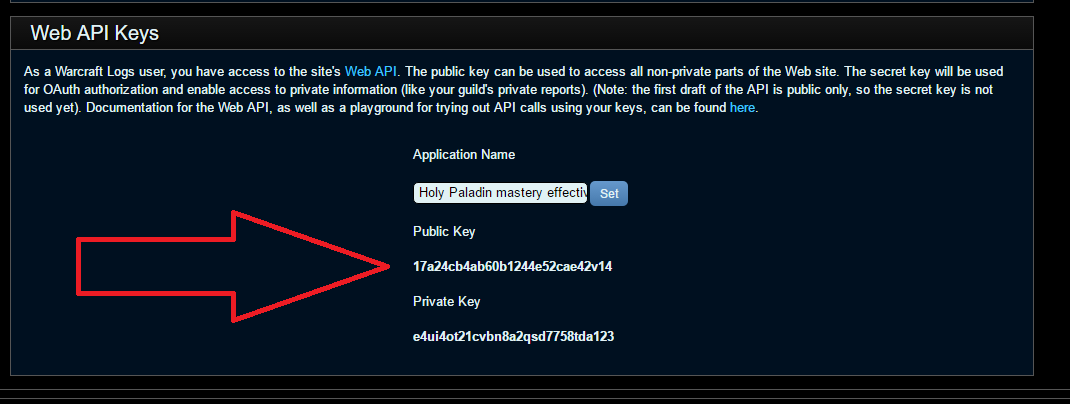 Web API Keys
As a Warcraft Logs user, you have access to the site's Web API. The public key can be used to access all non-private parts of the Web site. The secret key will be used
for OAuth authorization and enable access to private information (like your guild's private reports). (Note: the first draft of the API is public only, so the secret key is not
used yet). Documentation for the Web API, as well as a playground for trying out API calls using your keys, can be found here.
Application Name
Holy Paladin mastery effectiv Set
Public Key
17a24cb4ab60b1244e52cae42v14
Private Key
e4ui4ot21cvbn8a2qsd7758tda123